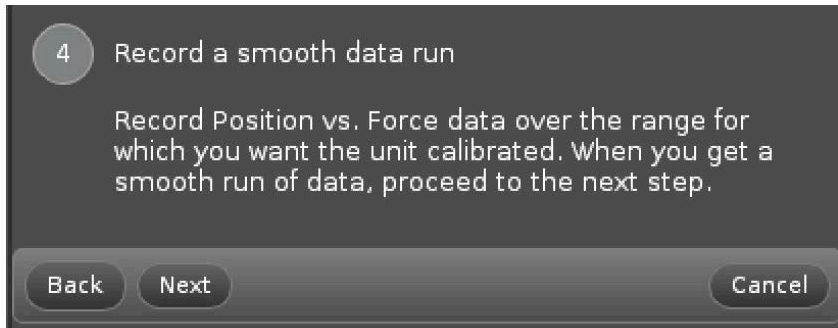 4
Record a smooth data run
Record Position vs. Force data over the range for
which you want the unit calibrated. When you get a
smooth run of data, proceed to the next step.
Back
Next
Cancel